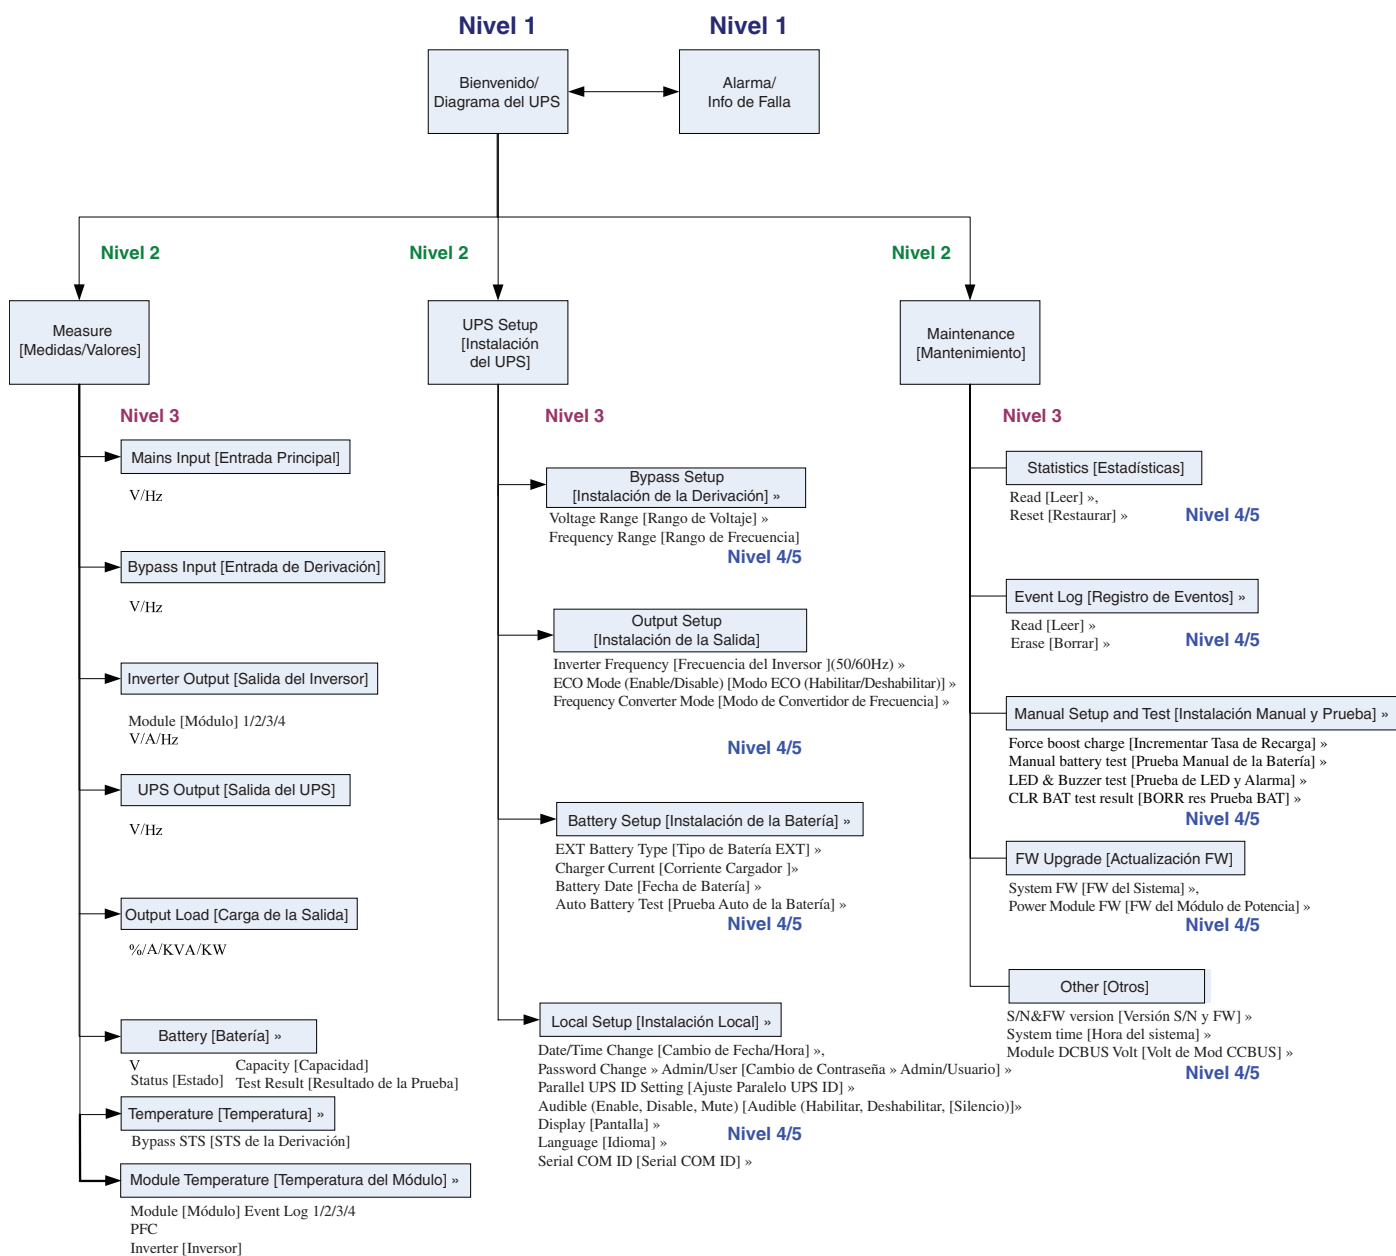 Nivel 1
Nivel 1
Bienvenido/
Diagrama del UPS
Alarma/
Info de Falla
Nivel 2
Nivel 2
Nivel 2
Measure
[Medidas/Valores]
UPS Setup
[Instalación
del UPS]
Maintenance
[Mantenimiento]
Nivel 3
Mains Input [Entrada Principal]
V/Hz
Bypass Input [Entrada de Derivación]
V/Hz
Inverter Output [Salida del Inversor]
Module [Módulo] 1/2/3/4
V/A/Hz
UPS Output [Salida del UPS]
V/Hz
Output Load [Carga de la Salida]
%/A/KVA/KW
Battery [Batería] »
V
Capacity [Capacidad]
Status [Estado]
Test Result [Resultado de la Prueba]
Temperature [Temperatura] »
Bypass STS [STS de la Derivación]
Module Temperature [Temperatura del Módulo] »
Module [Módulo] Event Log 1/2/3/4
PFC
Inverter [Inversor]
Nivel 3
Bypass Setup
[Instalación de la Derivación] »
Voltage Range [Rango de Voltaje] »
Frequency Range [Rango de Frecuencia]
Nivel 4/5
Output Setup
[Instalación de la Salida]
Inverter Frequency [Frecuencia del Inversor ](50/60Hz) »
ECO Mode (Enable/Disable) [Modo ECO (Habilitar/Deshabilitar)] »
Frequency Converter Mode [Modo de Convertidor de Frecuencia] »
Nivel 4/5
Battery Setup [Instalación de la Batería] »
EXT Battery Type [Tipo de Batería EXT] »
Charger Current [Corriente Cargador ]»
Battery Date [Fecha de Batería] »
Auto Battery Test [Prueba Auto de la Batería] »
Nivel 4/5
Local Setup [Instalación Local] »
Date/Time Change [Cambio de Fecha/Hora] »,
Password Change » Admin/User [Cambio de Contraseña » Admin/Usuario] »
Parallel UPS ID Setting [Ajuste Paralelo UPS ID] »
Audible (Enable, Disable, Mute) [Audible (Habilitar, Deshabilitar, [Silencio)]»
Display [Pantalla] »
Nivel 4/5
Language [Idioma] »
Serial COM ID [Serial COM ID] »
Nivel 3
Statistics [Estadísticas]
Read [Leer] »,
Reset [Restaurar] »
Nivel 4/5
Event Log [Registro de Eventos] »
Read [Leer] »
Erase [Borrar] »
Nivel 4/5
Manual Setup and Test [Instalación Manual y Prueba] »
Force boost charge [Incrementar Tasa de Recarga] »
Manual battery test [Prueba Manual de la Batería] »
LED & Buzzer test [Prueba de LED y Alarma] »
CLR BAT test result [BORR res Prueba BAT] »
Nivel 4/5
FW Upgrade [Actualización FW]
System FW [FW del Sistema] »,
Power Module FW [FW del Módulo de Potencia] »
Nivel 4/5
Other [Otros]
S/N&FW version [Versión S/N y FW] »
System time [Hora del sistema] »
Module DCBUS Volt [Volt de Mod CCBUS] »
Nivel 4/5